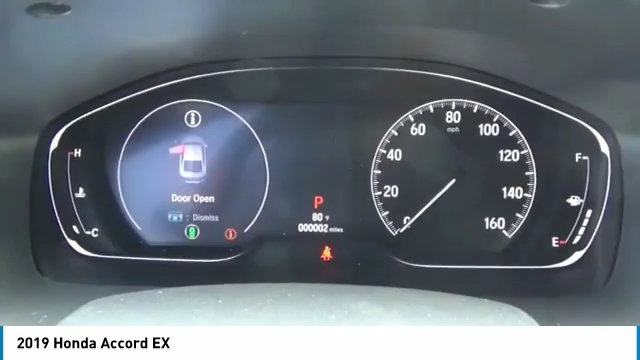 H
C
Door Open
: Dismiss
P
80 °F
000002 miles
0
20
40
60
80
mph
100
120
140
160
F
E
2019 Honda Accord EX